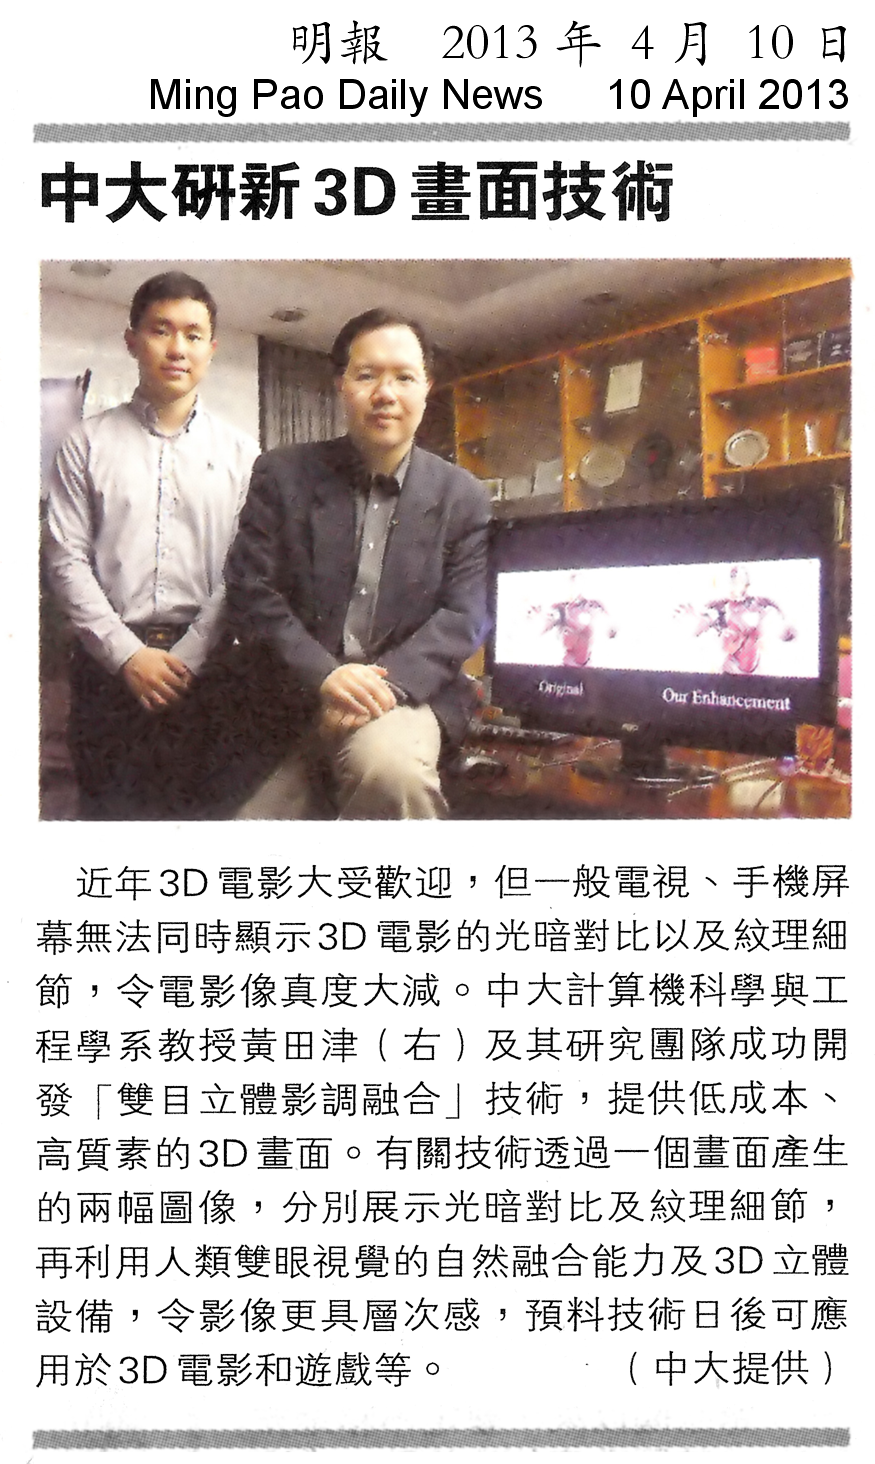 明報 2013 年 4 月 10 日
Ming Pao Daily News 10 April 2013
中大研新3D畫面技術
Original
Our Enhancement
近年3D電影大受歡迎，但一般電視、手機屏
幕無法同時顯示3D電影的光暗對比以及紋理細
節，令電影像真度大減。中大計算機科學與工
程學系教授黃田津（右）及其研究團隊成功開
發「雙目立體影調融合」技術，提供低成本、
高質素的3D畫面。有關技術透過一個畫面產生
的兩幅圖像，分別展示光暗對比及紋理細節，
再利用人類雙眼視覺的自然融合能力及3D立體
設備，令影像更具層次感，預料技術日後可應
用於3D電影和遊戲等。 （中大提供）